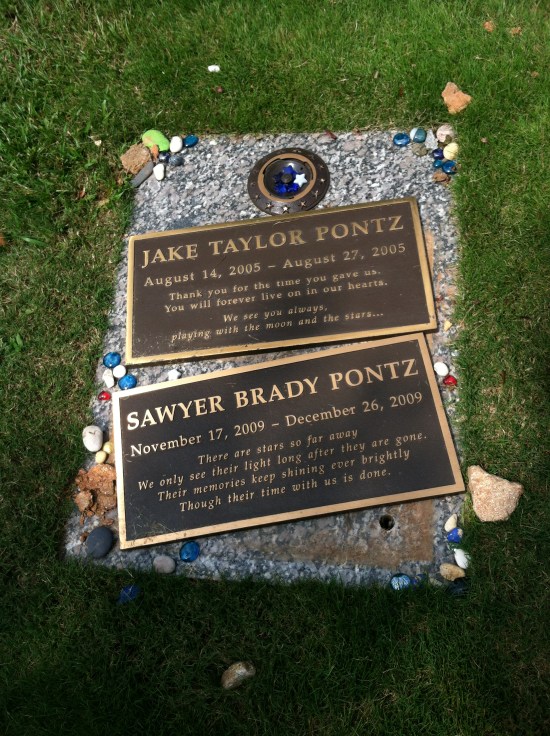 JAKE TAYLOR PONTZ
August 14, 2005 – August 27, 2005
Thank you for the time you gave us.
You will forever live on in our hearts.
We see you always,
playing with the moon and the stars...
SAWYER BRADY PONTZ
November 17, 2009 – December 26, 2009
There are stars so far away
We only see their light long after they are gone.
Their memories keep shining ever brightly
Though their time with us is done.